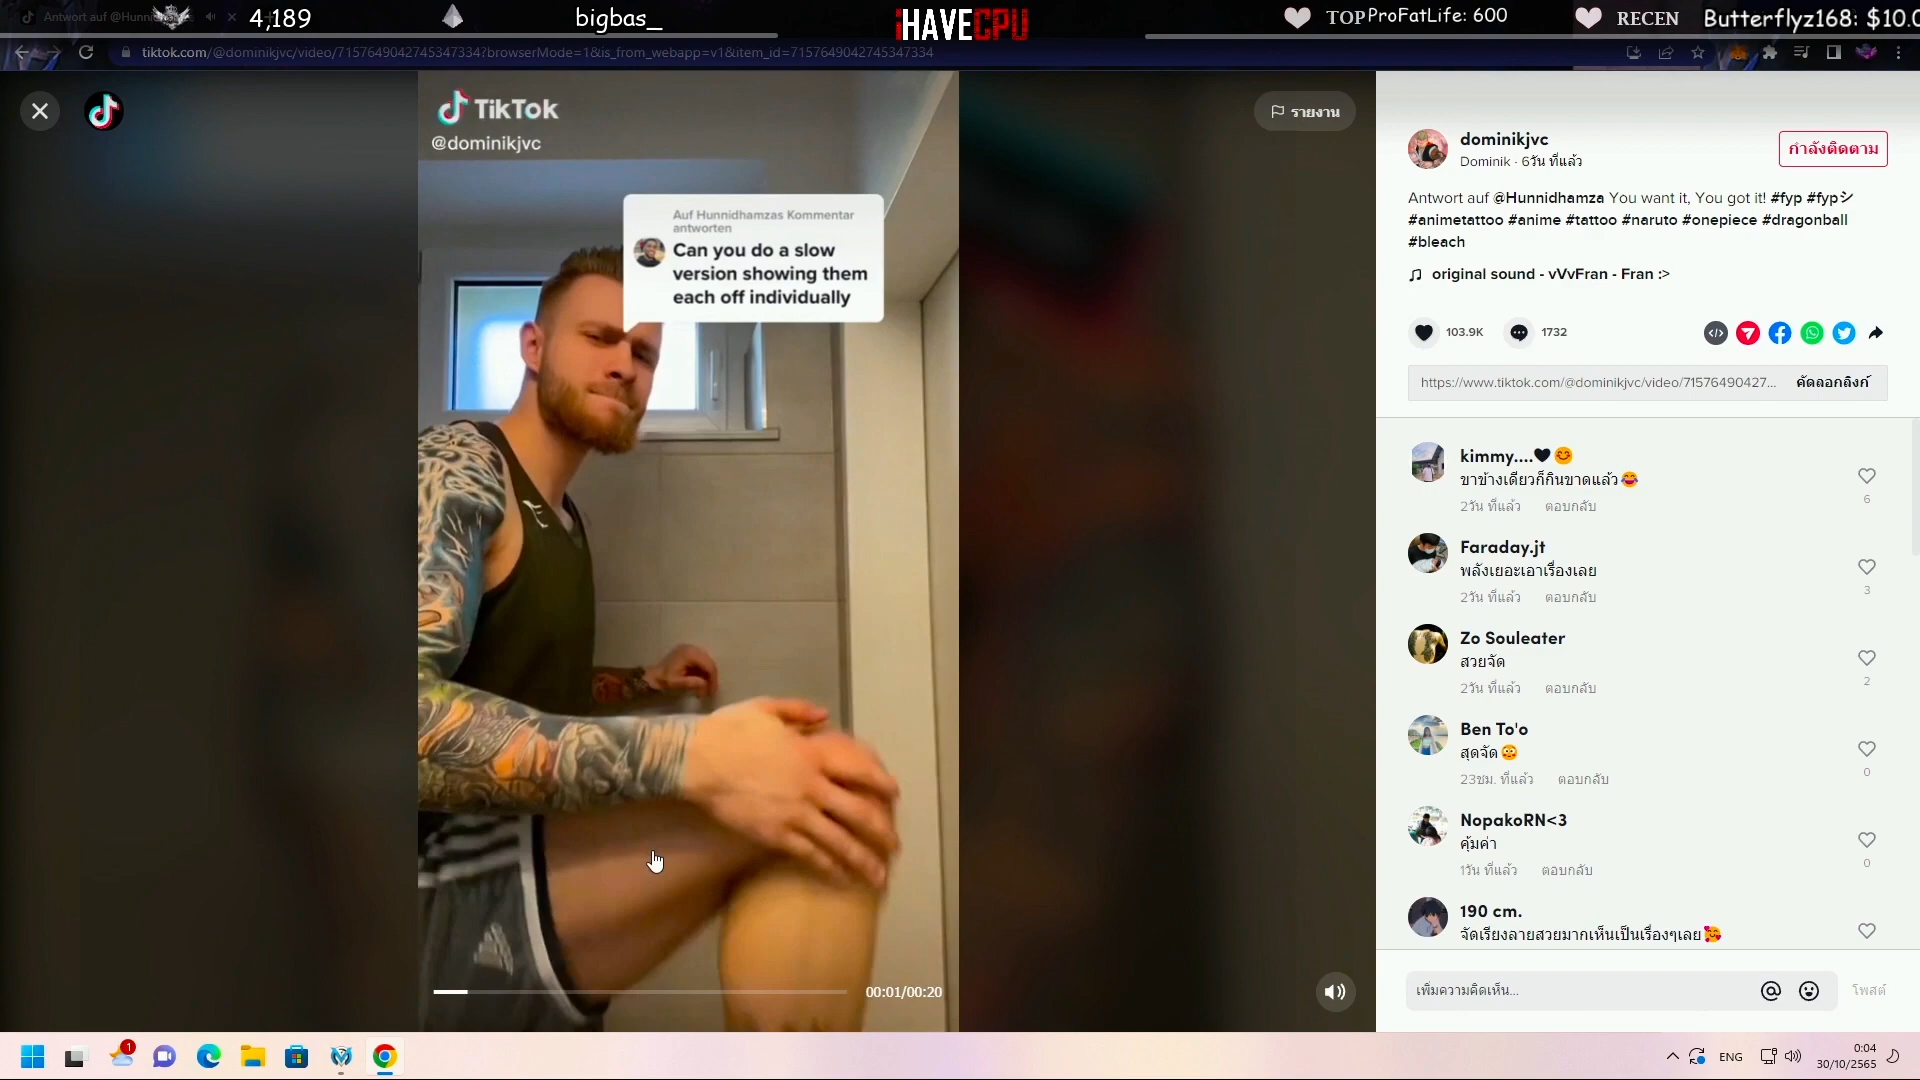 Antwort auf @Hunni
4,189
bigbas_
iHAVECPU
TOP ProFatLife: 600
RECEN
Butterflyz168: $10.0
tiktok.com/@dominikjvc/video/7157649042745347334?browserMode=1&is_from_webapp=v1&item_id=7157649042745347334
TikTok
@dominikjvc
รายงาน
Auf Hunnidhamzas Kommentar
antworten
Can you do a slow
version showing them
each off individually
00:01/00:20
dominikjvc
Dominik · 6วัน ที่แล้ว
กำลังติดตาม
Antwort auf @Hunnidhamza You want it, You got it! #fyp #fypシ
#animetattoo #anime #tattoo #naruto #onepiece #dragonball
#bleach
original sound - vVvFran - Fran :>
103.9K
1732
https://www.tiktok.com/@dominikjvc/video/71576490427...
คัดลอกลิงก์
kimmy....🖤😊
ขาข้างเดียวก็กินขาดแล้ว😂
2วัน ที่แล้ว ตอบกลับ
6
Faraday.jt
พลังเยอะเอาเรื่องเลย
2วัน ที่แล้ว ตอบกลับ
3
Zo Souleater
สวยจัด
2วัน ที่แล้ว ตอบกลับ
2
Ben To'o
สุดจัด😳
23ชม. ที่แล้ว ตอบกลับ
0
NopakoRN<3
คุ้มค่า
1วัน ที่แล้ว ตอบกลับ
0
190 cm.
จัดเรียงลายสวยมากเห็นเป็นเรื่องๆเลย🥰
เพิ่มความคิดเห็น...
โพสต์
1
ENG
0:04
30/10/2565